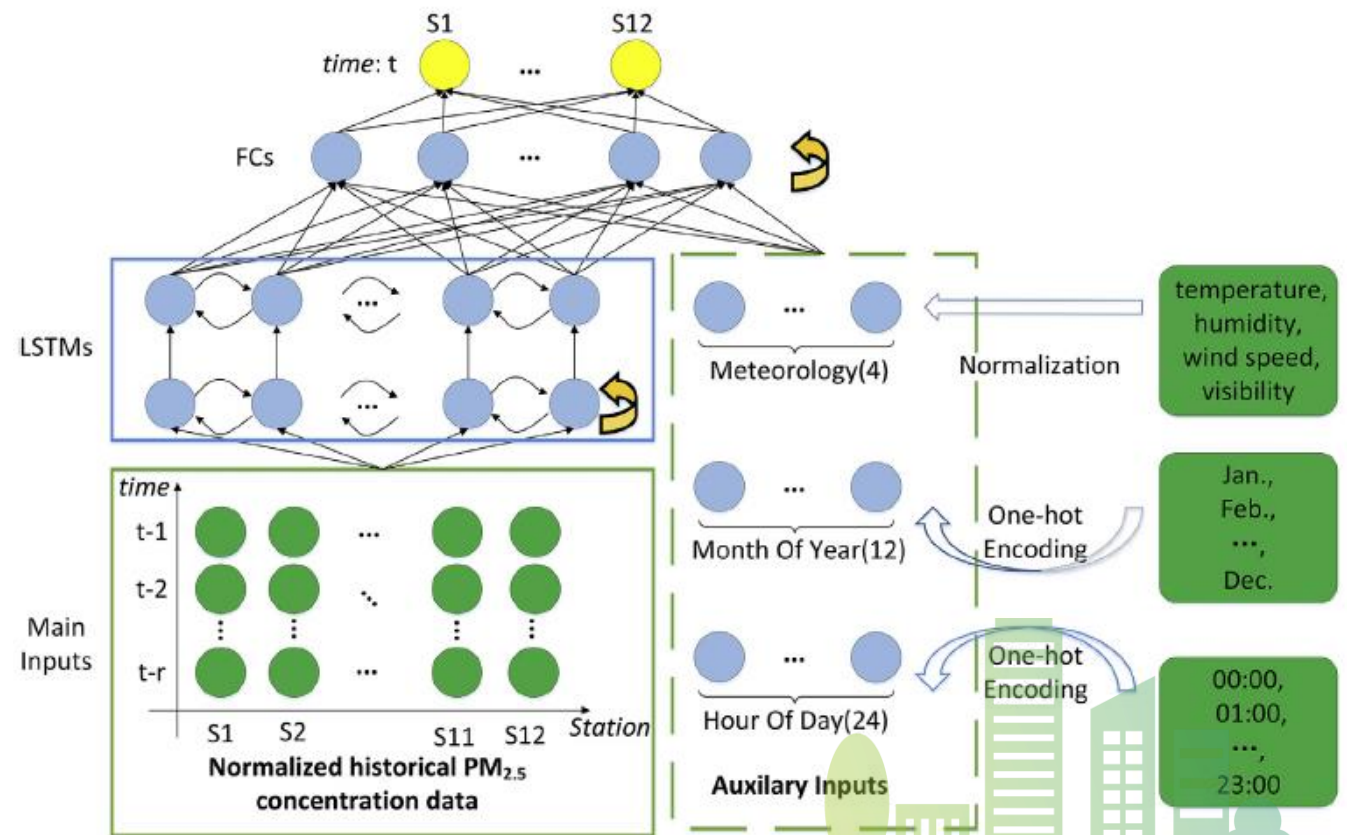 S1 S12
time: t ...
FCs ...
LSTMs ...
...
Main
Inputs
time
t-1 ...
t-2
t-r ...
S1 S2 S11 S12 Station
Normalized historical PM2.5
concentration data
...
Meteorology(4)
Normalization
temperature,
humidity,
wind speed,
visibility
...
Month Of Year(12)
One-hot
Encoding
Jan.,
Feb.,
...,
Dec.
...
Hour Of Day(24)
One-hot
Encoding
00:00,
01:00,
...,
23:00
Auxilary Inputs